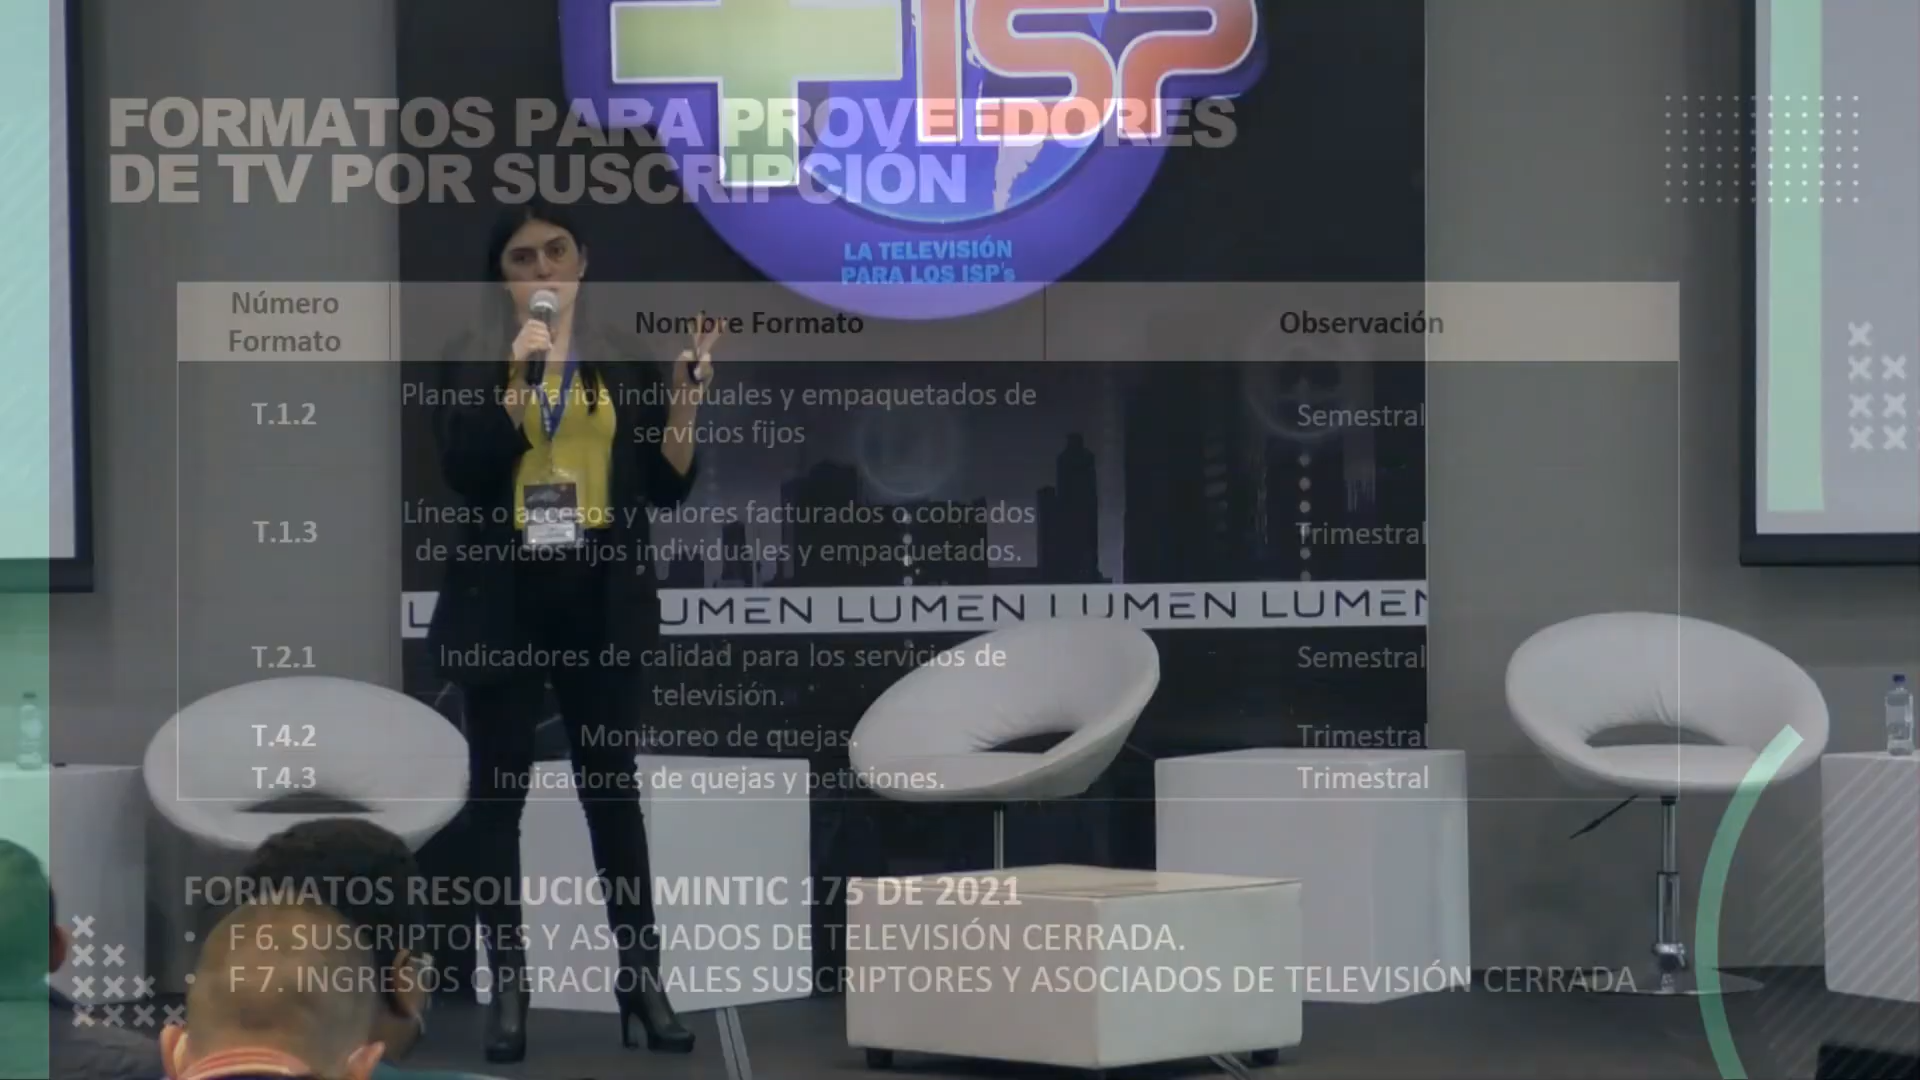 ISP
FORMATOS PARA PROVEEDORES
DE TV POR SUSCRIPCIÓN
LA TELEVISIÓN
PARA LOS ISP's
Número
Formato
Nombre Formato
Observación
T.1.2
Planes tarifarios individuales y empaquetados de
servicios fijos
Semestral
T.1.3
Líneas o accesos y valores facturados o cobrados
de servicios fijos individuales y empaquetados.
Trimestral
LUMEN LUMEN LUMEN LUMEN
T.2.1
Indicadores de calidad para los servicios de
televisión.
Semestral
T.4.2
Monitoreo de quejas.
Trimestral
T.4.3
Indicadores de quejas y peticiones.
Trimestral
FORMATOS RESOLUCIÓN MINTIC 175 DE 2021
• F 6. SUSCRIPTORES Y ASOCIADOS DE TELEVISIÓN CERRADA.
• F 7. INGRESOS OPERACIONALES SUSCRIPTORES Y ASOCIADOS DE TELEVISIÓN CERRADA